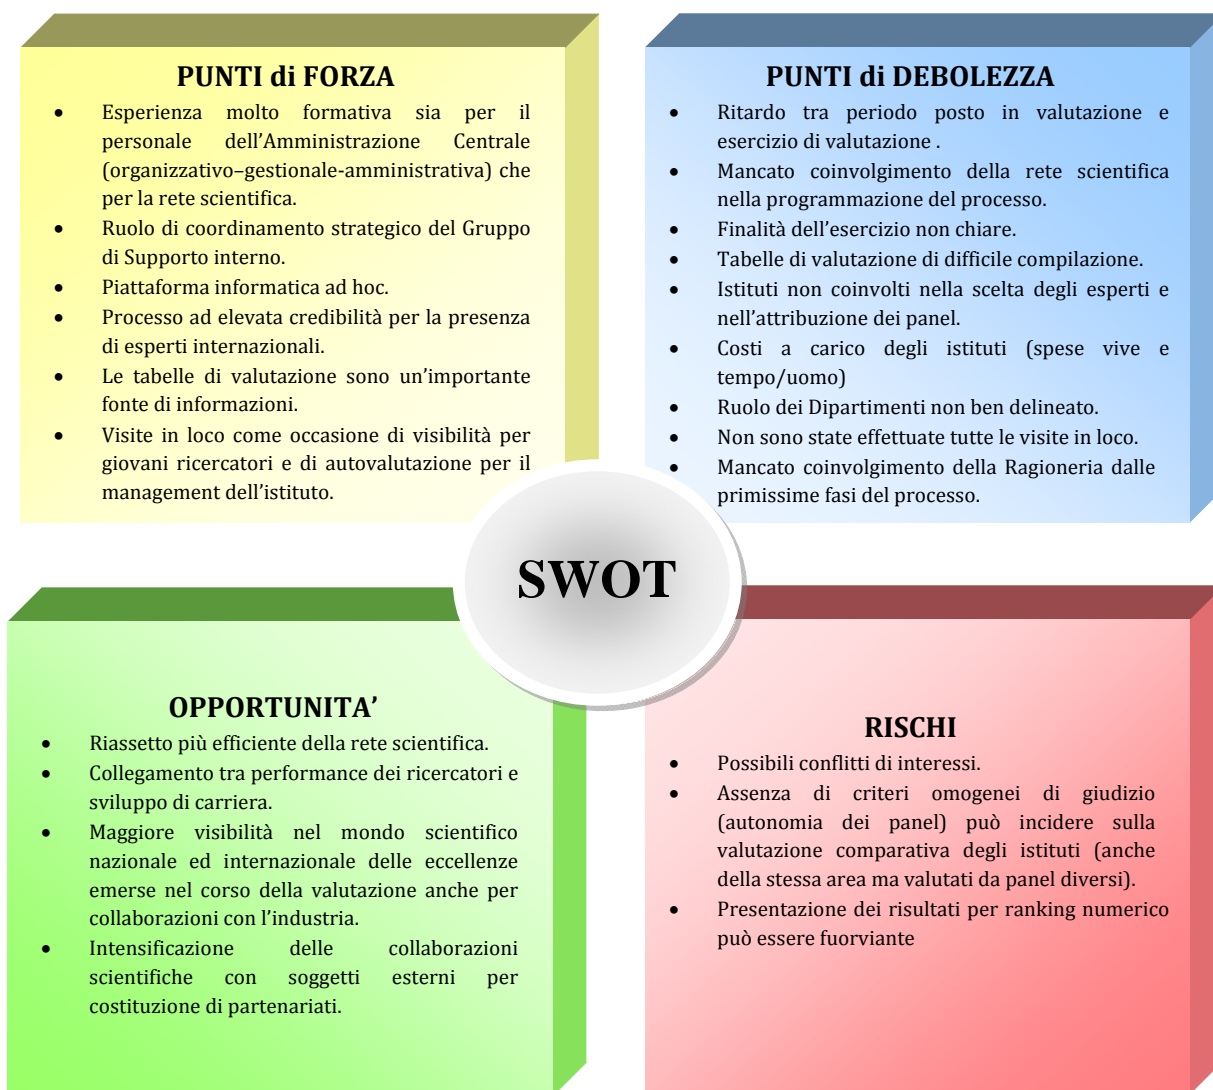 PUNTI di FORZA
• Esperienza molto formativa sia per il
personale dell’Amministrazione Centrale
(organizzativo–gestionale-amministrativa) che
per la rete scientifica.
• Ruolo di coordinamento strategico del Gruppo
di Supporto interno.
• Piattaforma informatica ad hoc.
• Processo ad elevata credibilità per la presenza
di esperti internazionali.
• Le tabelle di valutazione sono un’importante
fonte di informazioni.
• Visite in loco come occasione di visibilità per
giovani ricercatori e di autovalutazione per il
management dell’istituto.
PUNTI di DEBOLEZZA
• Ritardo tra periodo posto in valutazione e
esercizio di valutazione .
• Mancato coinvolgimento della rete scientifica
nella programmazione del processo.
• Finalità dell’esercizio non chiare.
• Tabelle di valutazione di difficile compilazione.
• Istituti non coinvolti nella scelta degli esperti e
nell’attribuzione dei panel.
• Costi a carico degli istituti (spese vive e
tempo/uomo)
• Ruolo dei Dipartimenti non ben delineato.
• Non sono state effettuate tutte le visite in loco.
• Mancato coinvolgimento della Ragioneria dalle
primissime fasi del processo.
SWOT
OPPORTUNITA’
• Riassetto più efficiente della rete scientifica.
• Collegamento tra performance dei ricercatori e
sviluppo di carriera.
• Maggiore visibilità nel mondo scientifico
nazionale ed internazionale delle eccellenze
emerse nel corso della valutazione anche per
collaborazioni con l’industria.
• Intensificazione delle collaborazioni
scientifiche con soggetti esterni per
costituzione di partenariati.
RISCHI
• Possibili conflitti di interessi.
• Assenza di criteri omogenei di giudizio
(autonomia dei panel) può incidere sulla
valutazione comparativa degli istituti (anche
della stessa area ma valutati da panel diversi).
• Presentazione dei risultati per ranking numerico
può essere fuorviante